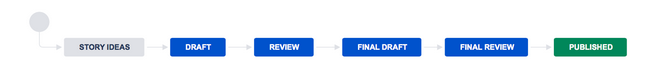 STORY IDEAS
DRAFT
REVIEW
FINAL DRAFT
FINAL REVIEW
PUBLISHED